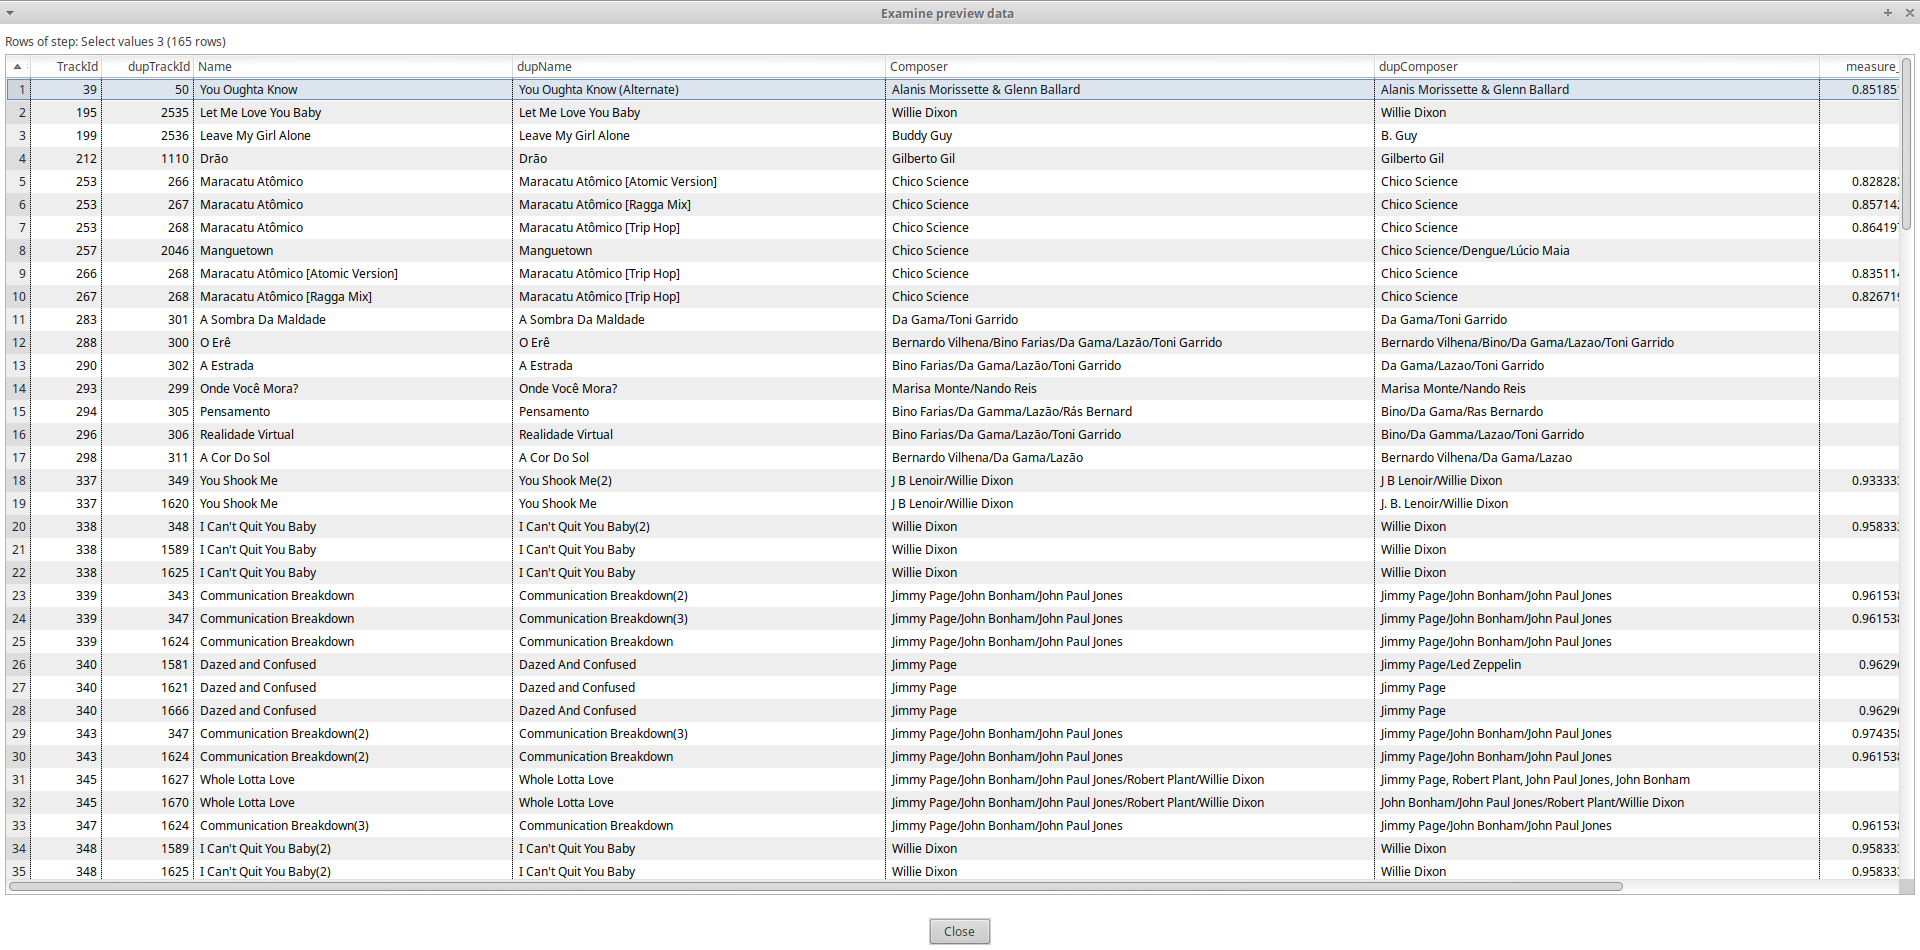 Examine preview data
Rows of step: Select values 3 (165 rows)
TrackId dupTrackId Name dupName Composer dupComposer measure_
1 39 50 You Oughta Know You Oughta Know (Alternate) Alanis Morissette & Glenn Ballard Alanis Morissette & Glenn Ballard 0.85185
2 195 2535 Let Me Love You Baby Let Me Love You Baby Willie Dixon Willie Dixon
3 199 2536 Leave My Girl Alone Leave My Girl Alone Buddy Guy B. Guy
4 212 1110 Drão Drão Gilberto Gil Gilberto Gil
5 253 266 Maracatu Atômico Maracatu Atômico [Atomic Version] Chico Science Chico Science 0.82828
6 253 267 Maracatu Atômico Maracatu Atômico [Ragga Mix] Chico Science Chico Science 0.85714
7 253 268 Maracatu Atômico Maracatu Atômico [Trip Hop] Chico Science Chico Science 0.86419
8 257 2046 Manguetown Manguetown Chico Science Chico Science/Dengue/Lúcio Maia
9 266 268 Maracatu Atômico [Atomic Version] Maracatu Atômico [Trip Hop] Chico Science Chico Science 0.83511
10 267 268 Maracatu Atômico [Ragga Mix] Maracatu Atômico [Trip Hop] Chico Science Chico Science 0.82671
11 283 301 A Sombra Da Maldade A Sombra Da Maldade Da Gama/Toni Garrido Da Gama/Toni Garrido
12 288 300 O Erê O Erê Bernardo Vilhena/Bino Farias/Da Gama/Lazão/Toni Garrido Bernardo Vilhena/Bino/Da Gama/Lazao/Toni Garrido
13 290 302 A Estrada A Estrada Bino Farias/Da Gama/Lazão/Toni Garrido Da Gama/Lazao/Toni Garrido
14 293 299 Onde Você Mora? Onde Você Mora? Marisa Monte/Nando Reis Marisa Monte/Nando Reis
15 294 305 Pensamento Pensamento Bino Farias/Da Gamma/Lazão/Rás Bernard Bino/Da Gama/Ras Bernardo
16 296 306 Realidade Virtual Realidade Virtual Bino Farias/Da Gama/Lazão/Toni Garrido Bino/Da Gamma/Lazao/Toni Garrido
17 298 311 A Cor Do Sol A Cor Do Sol Bernardo Vilhena/Da Gama/Lazão Bernardo Vilhena/Da Gama/Lazao
18 337 349 You Shook Me You Shook Me(2) J B Lenoir/Willie Dixon J B Lenoir/Willie Dixon 0.93333
19 337 1620 You Shook Me You Shook Me J B Lenoir/Willie Dixon J. B. Lenoir/Willie Dixon
20 338 348 I Can't Quit You Baby I Can't Quit You Baby(2) Willie Dixon Willie Dixon 0.95833
21 338 1589 I Can't Quit You Baby I Can't Quit You Baby Willie Dixon Willie Dixon
22 338 1625 I Can't Quit You Baby I Can't Quit You Baby Willie Dixon Willie Dixon
23 339 343 Communication Breakdown Communication Breakdown(2) Jimmy Page/John Bonham/John Paul Jones Jimmy Page/John Bonham/John Paul Jones 0.96153
24 339 347 Communication Breakdown Communication Breakdown(3) Jimmy Page/John Bonham/John Paul Jones Jimmy Page/John Bonham/John Paul Jones 0.96153
25 339 1624 Communication Breakdown Communication Breakdown Jimmy Page/John Bonham/John Paul Jones Jimmy Page/John Bonham/John Paul Jones
26 340 1581 Dazed and Confused Dazed And Confused Jimmy Page Jimmy Page/Led Zeppelin 0.9629
27 340 1621 Dazed and Confused Dazed and Confused Jimmy Page Jimmy Page
28 340 1666 Dazed and Confused Dazed And Confused Jimmy Page Jimmy Page 0.9629
29 343 347 Communication Breakdown(2) Communication Breakdown(3) Jimmy Page/John Bonham/John Paul Jones Jimmy Page/John Bonham/John Paul Jones 0.97435
30 343 1624 Communication Breakdown(2) Communication Breakdown Jimmy Page/John Bonham/John Paul Jones Jimmy Page/John Bonham/John Paul Jones 0.96153
31 345 1627 Whole Lotta Love Whole Lotta Love Jimmy Page/John Bonham/John Paul Jones/Robert Plant/Willie Dixon Jimmy Page, Robert Plant, John Paul Jones, John Bonham
32 345 1670 Whole Lotta Love Whole Lotta Love Jimmy Page/John Bonham/John Paul Jones/Robert Plant/Willie Dixon John Bonham/John Paul Jones/Robert Plant/Willie Dixon
33 347 1624 Communication Breakdown(3) Communication Breakdown Jimmy Page/John Bonham/John Paul Jones Jimmy Page/John Bonham/John Paul Jones 0.96153
34 348 1589 I Can't Quit You Baby(2) I Can't Quit You Baby Willie Dixon Willie Dixon 0.95833
35 348 1625 I Can't Quit You Baby(2) I Can't Quit You Baby Willie Dixon Willie Dixon 0.95833
Close